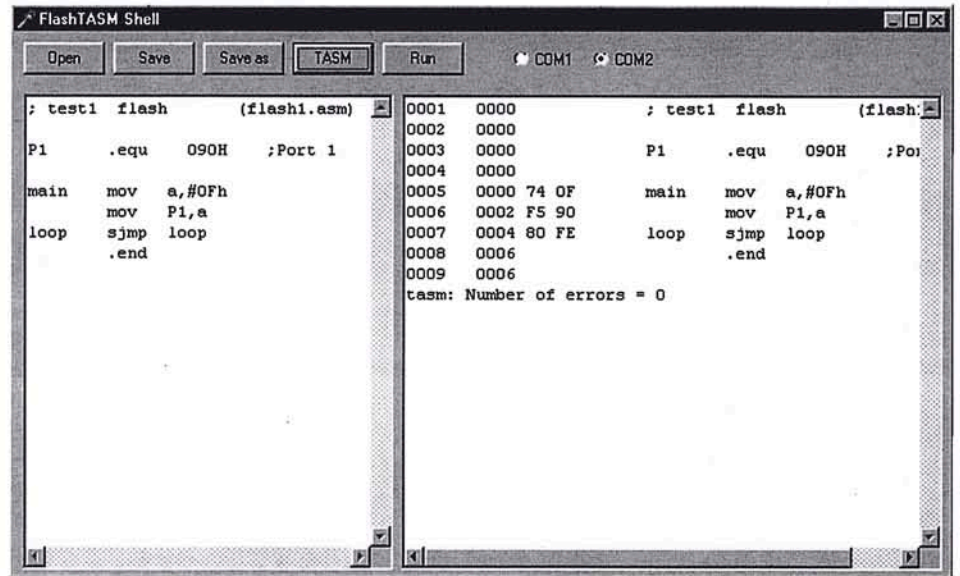 FlashTASM Shell
Open Save Save as TASM Run COM1 COM2
; test1 flash (flash1.asm)
P1 .equ 090H ;Port 1
main mov a,#0Fh
mov P1,a
loop sjmp loop
.end
0001 0000 ; test1 flash (flash
0002 0000
0003 0000 P1 .equ 090H ;Por
0004 0000
0005 0000 74 0F main mov a,#0Fh
0006 0002 F5 90 mov P1,a
0007 0004 80 FE loop sjmp loop
0008 0006 .end
0009 0006
tasm: Number of errors = 0